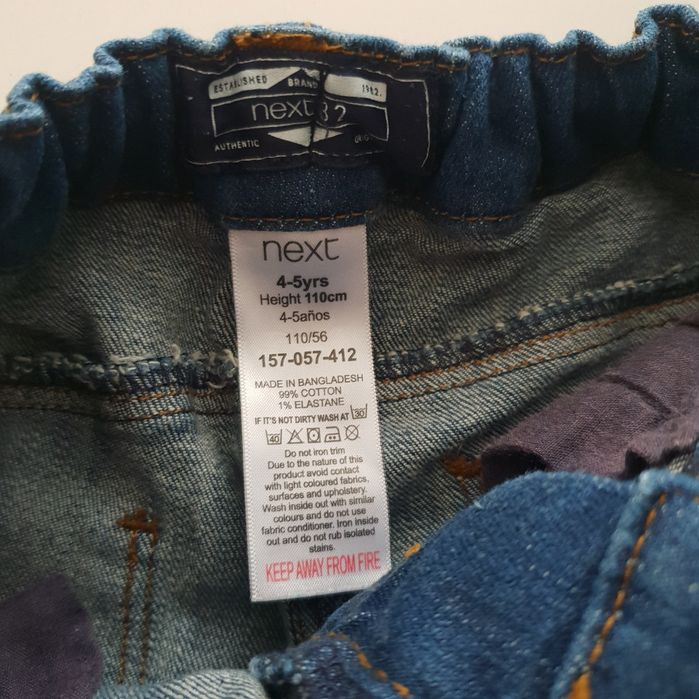 ESTABLISHED BRAND 1982.
next 82
AUTHENTIC
next
4-5yrs
Height 110cm
4-5años
110/56
157-057-412
MADE IN BANGLADESH
99% COTTON
1% ELASTANE
IF IT'S NOT DIRTY WASH AT 30
40
Do not iron trim
Due to the nature of this
product avoid contact
with light coloured fabrics,
surfaces and upholstery.
Wash inside out with similar
colours and do not use
fabric conditioner. Iron inside
out and do not rub isolated
stains.
KEEP AWAY FROM FIRE